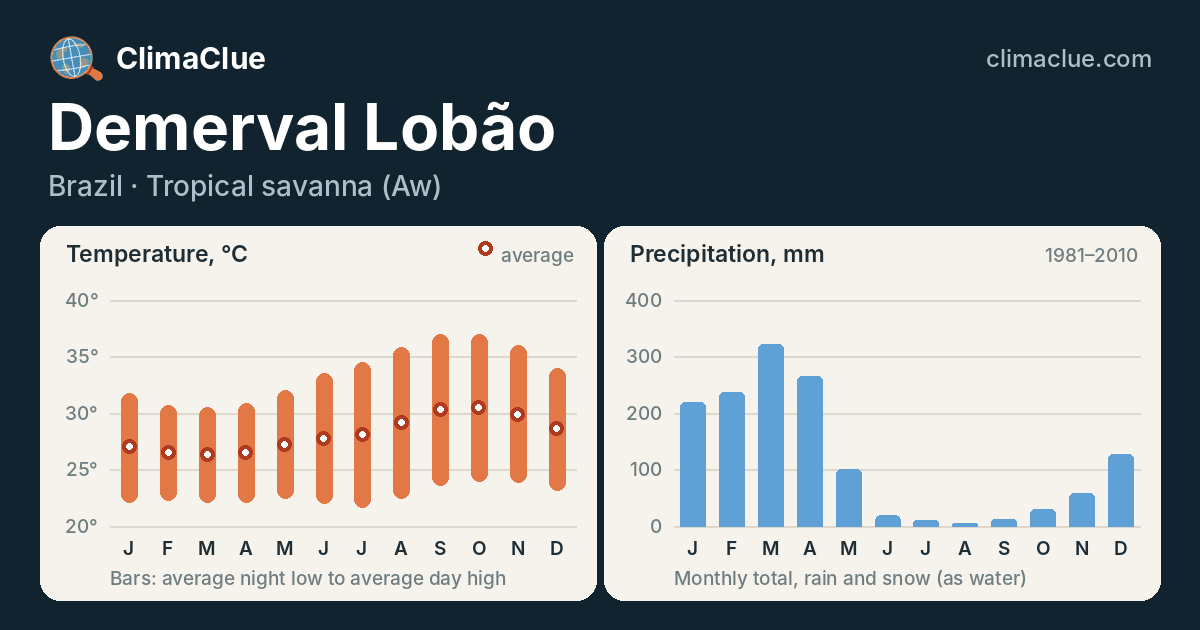 ClimaClue
climaclue.com
Demerval Lobão
Brazil · Tropical savanna (Aw)
Temperature, °C
average
40°
35°
30°
25°
20°
J F M A M J J A S O N D
Bars: average night low to average day high
Precipitation, mm
1981–2010
400
300
200
100
0
J F M A M J J A S O N D
Monthly total, rain and snow (as water)